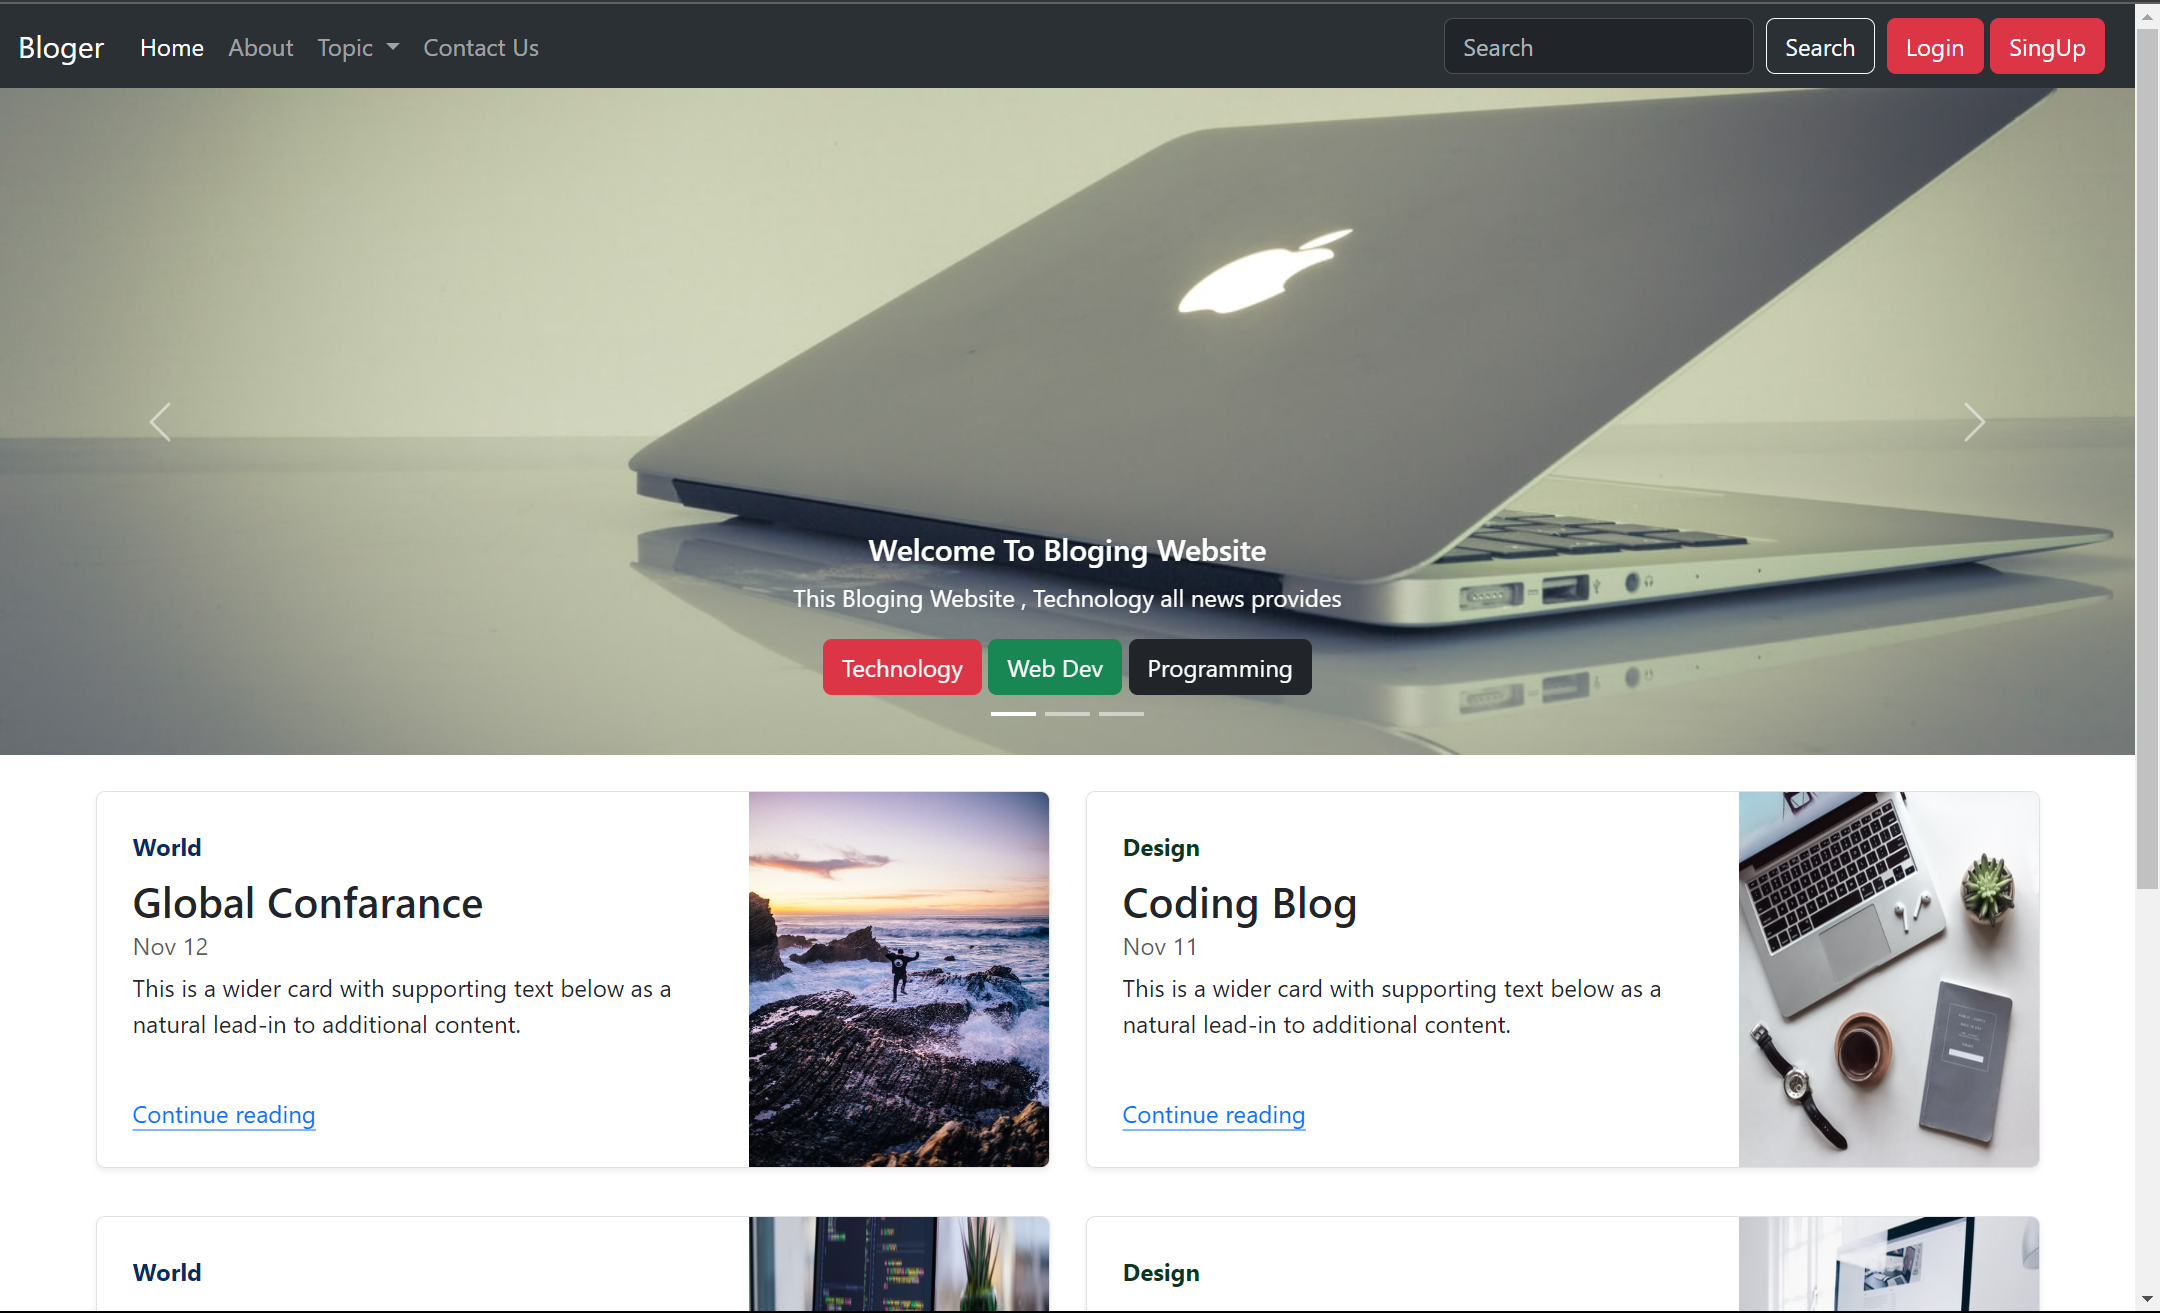 Bloger Home About Topic Contact Us Search Search Login SingUp
Welcome To Bloging Website
This Bloging Website , Technology all news provides
Technology Web Dev Programming
World
Global Confarance
Nov 12
This is a wider card with supporting text below as a
natural lead-in to additional content.
Continue reading
Design
Coding Blog
Nov 11
This is a wider card with supporting text below as a
natural lead-in to additional content.
Continue reading
World
Design